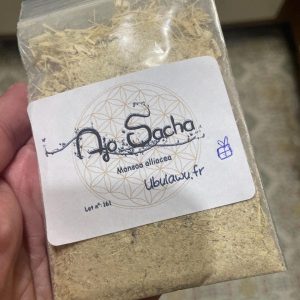 Ajo Sacha
Mansoa alliacea
Ubulawu.fr
Lot n°: 161